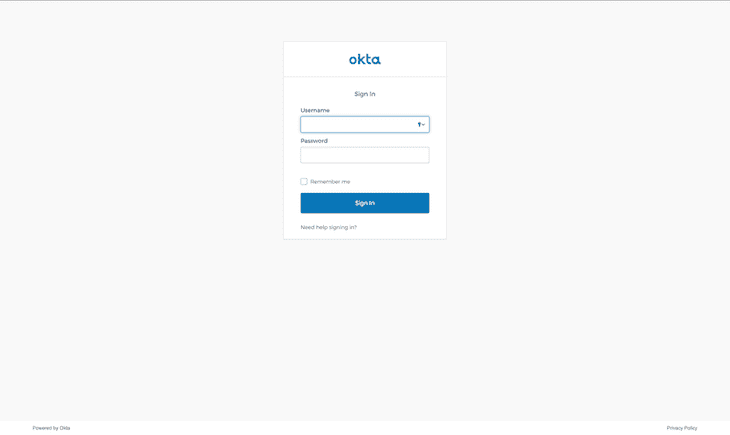 okta
Sign In
Username
Password
Remember me
Sign In
Need help signing in?
Powered by Okta
Privacy Policy